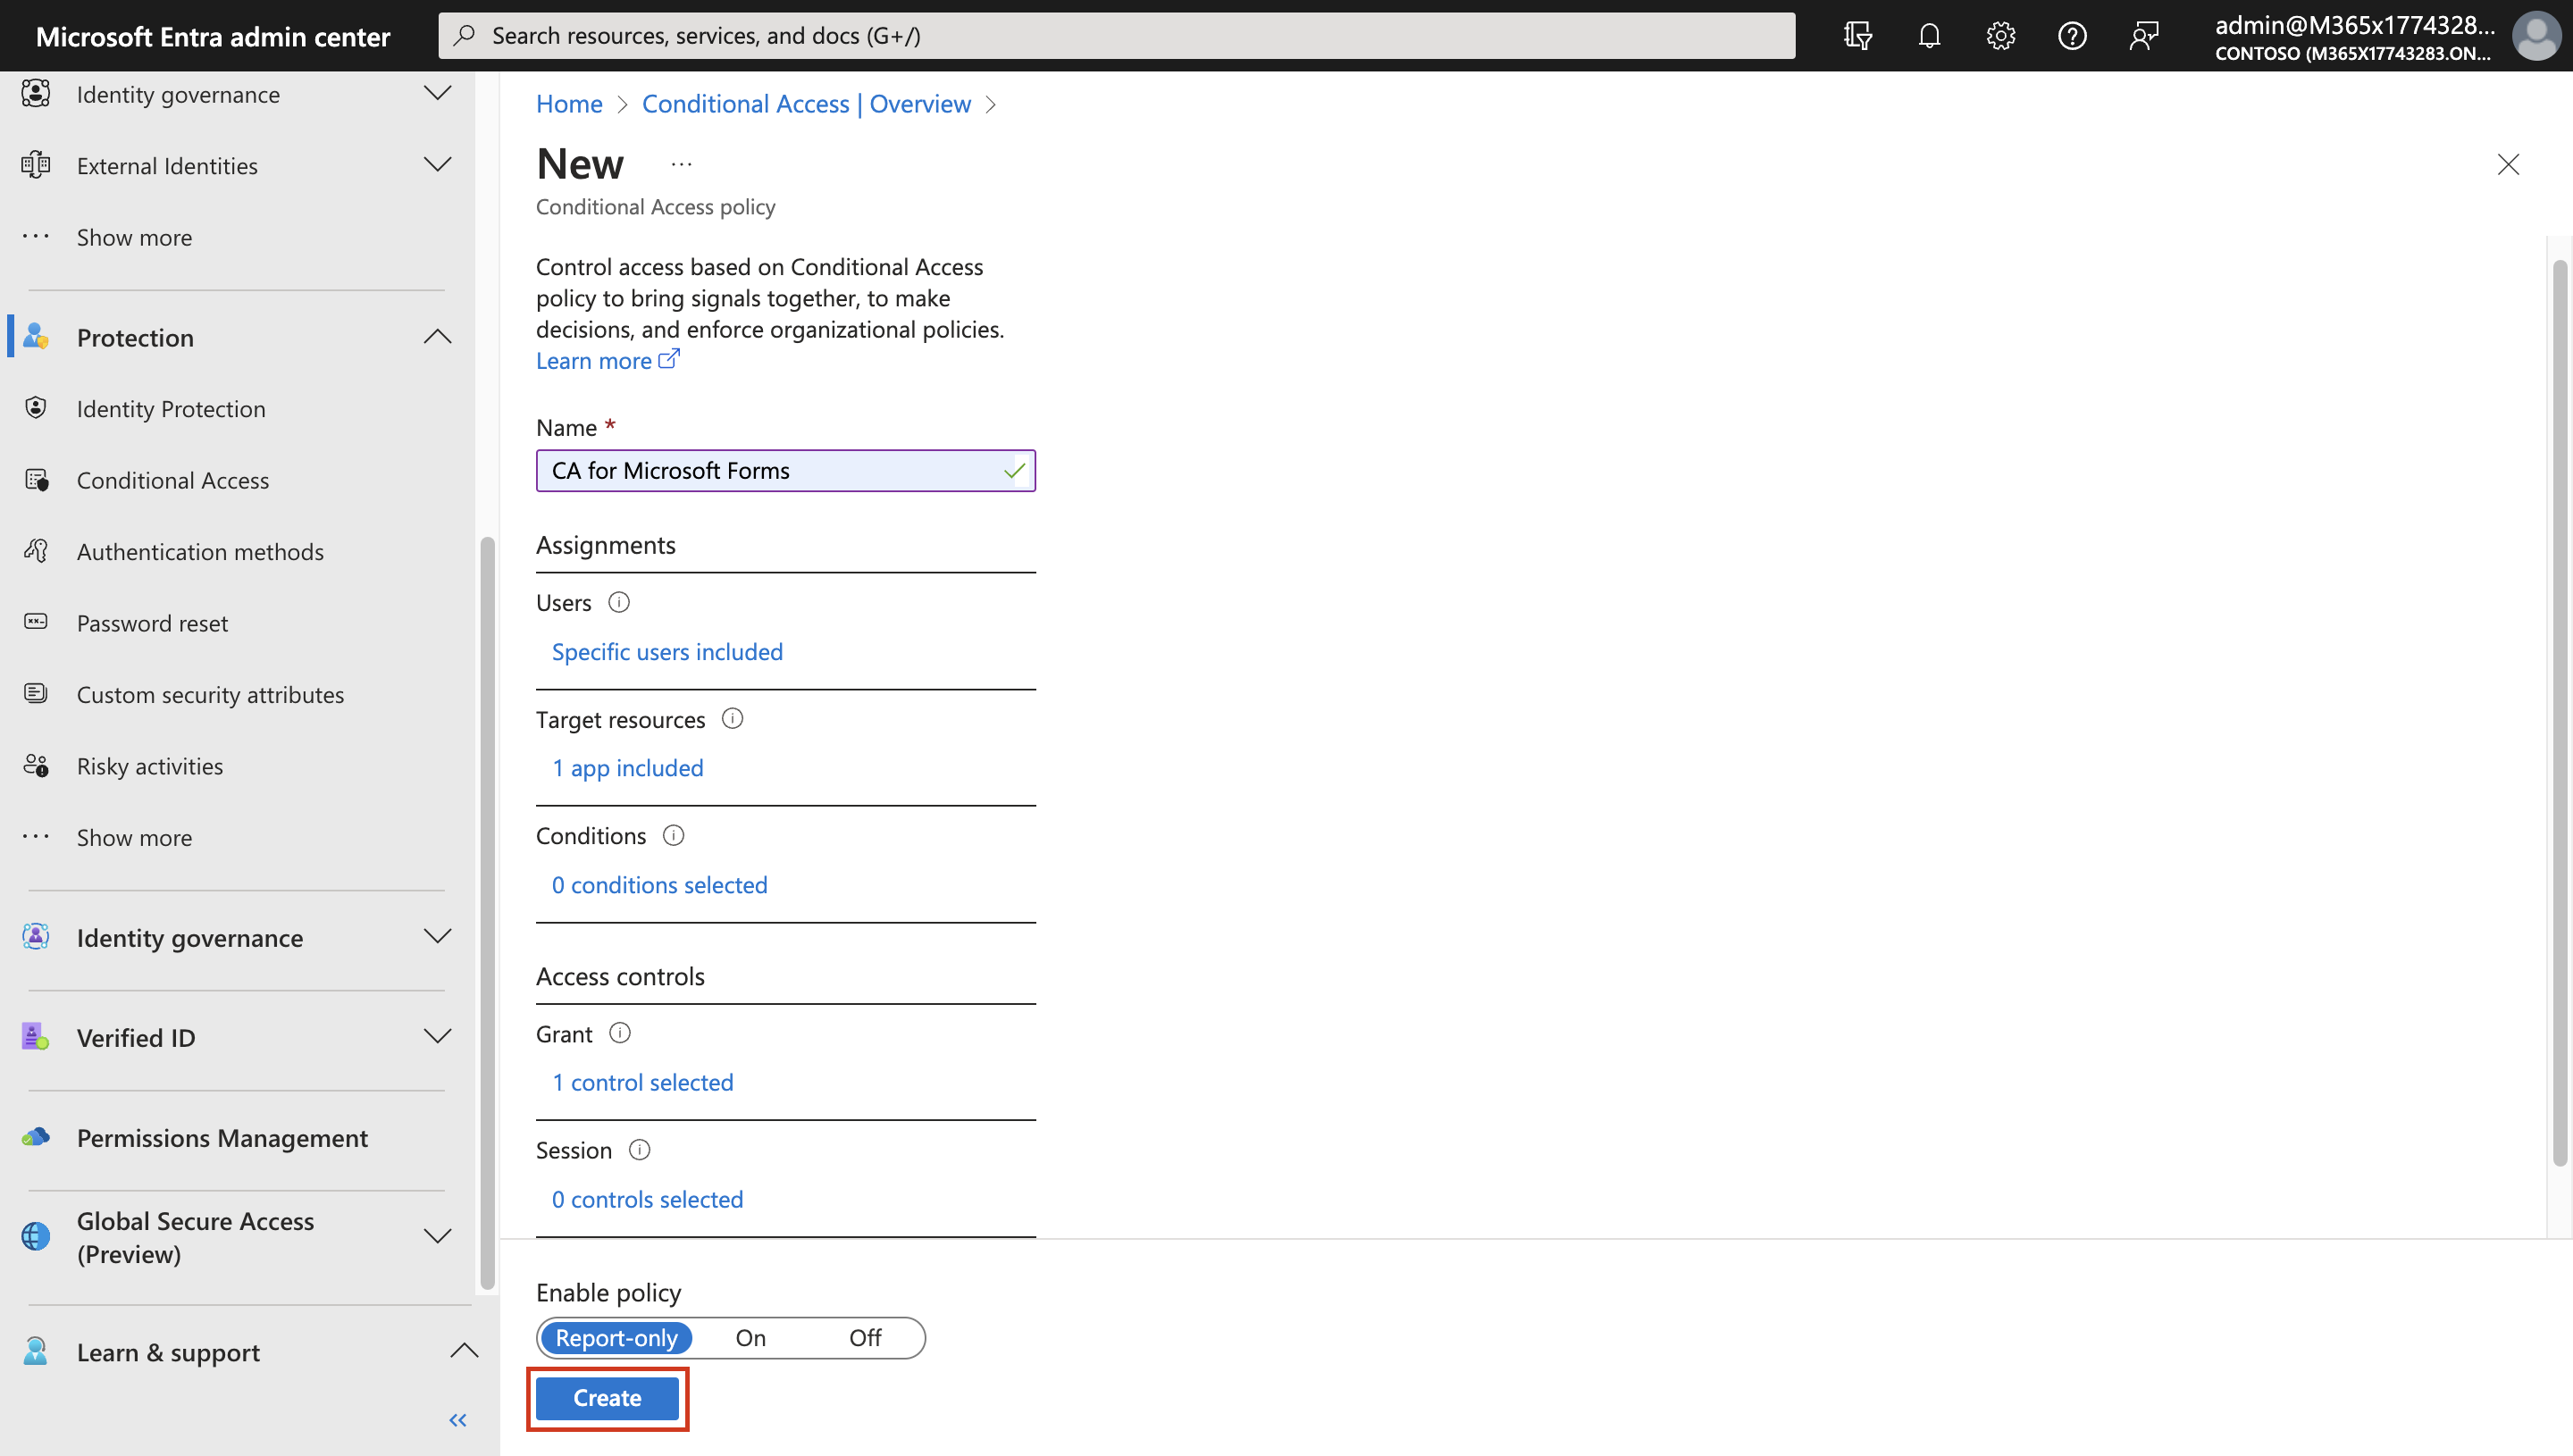 Microsoft Entra admin center
Search resources, services, and docs (G+/)
admin@M365x1774328...
CONTOSO (M365X17743283.ON...
Identity governance
External Identities
Show more
Protection
Identity Protection
Conditional Access
Authentication methods
Password reset
Custom security attributes
Risky activities
Show more
Identity governance
Verified ID
Permissions Management
Global Secure Access
(Preview)
Learn & support
Home > Conditional Access | Overview >
New ...
Conditional Access policy
Control access based on Conditional Access
policy to bring signals together, to make
decisions, and enforce organizational policies.
Learn more
Name *
CA for Microsoft Forms
Assignments
Users
Specific users included
Target resources
1 app included
Conditions
0 conditions selected
Access controls
Grant
1 control selected
Session
0 controls selected
Enable policy
Report-only On Off
Create